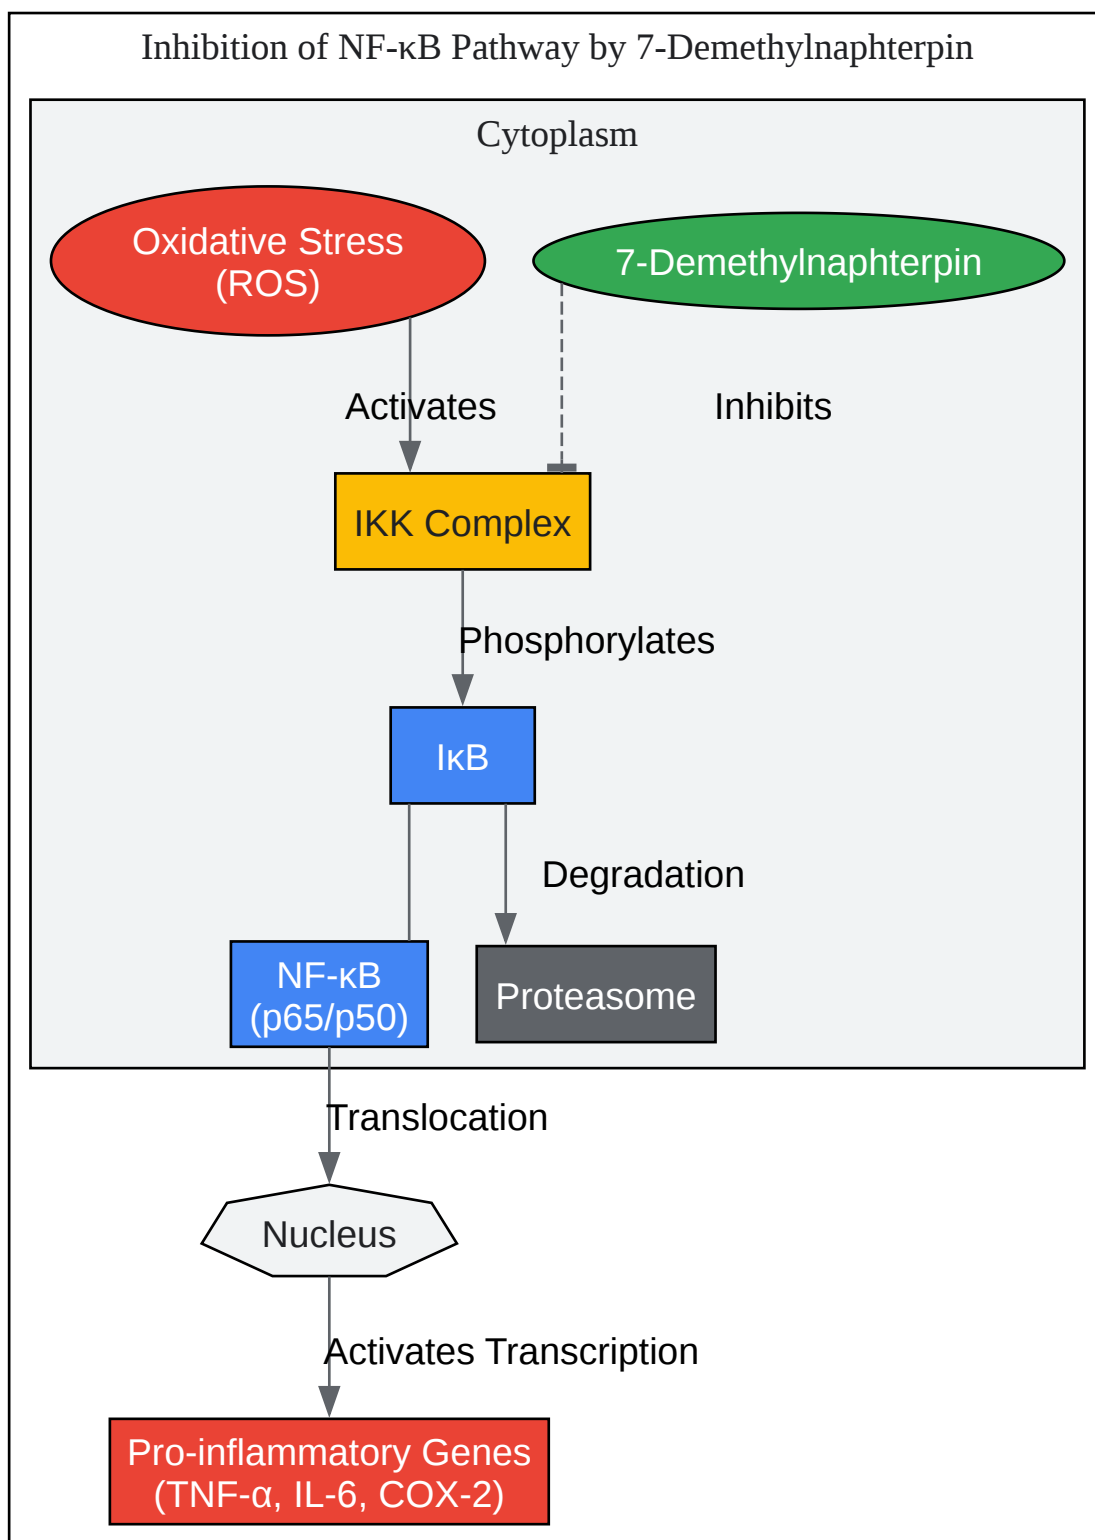 Inhibition of NF-κB Pathway by 7-Demethylnaphterpin
Cytoplasm
Oxidative Stress
(ROS)
7-Demethylnaphterpin
Activates
Inhibits
IKK Complex
Phosphorylates
IκB
Degradation
NF-κB
(p65/p50)
Proteasome
Translocation
Nucleus
Activates Transcription
Pro-inflammatory Genes
(TNF-α, IL-6, COX-2)